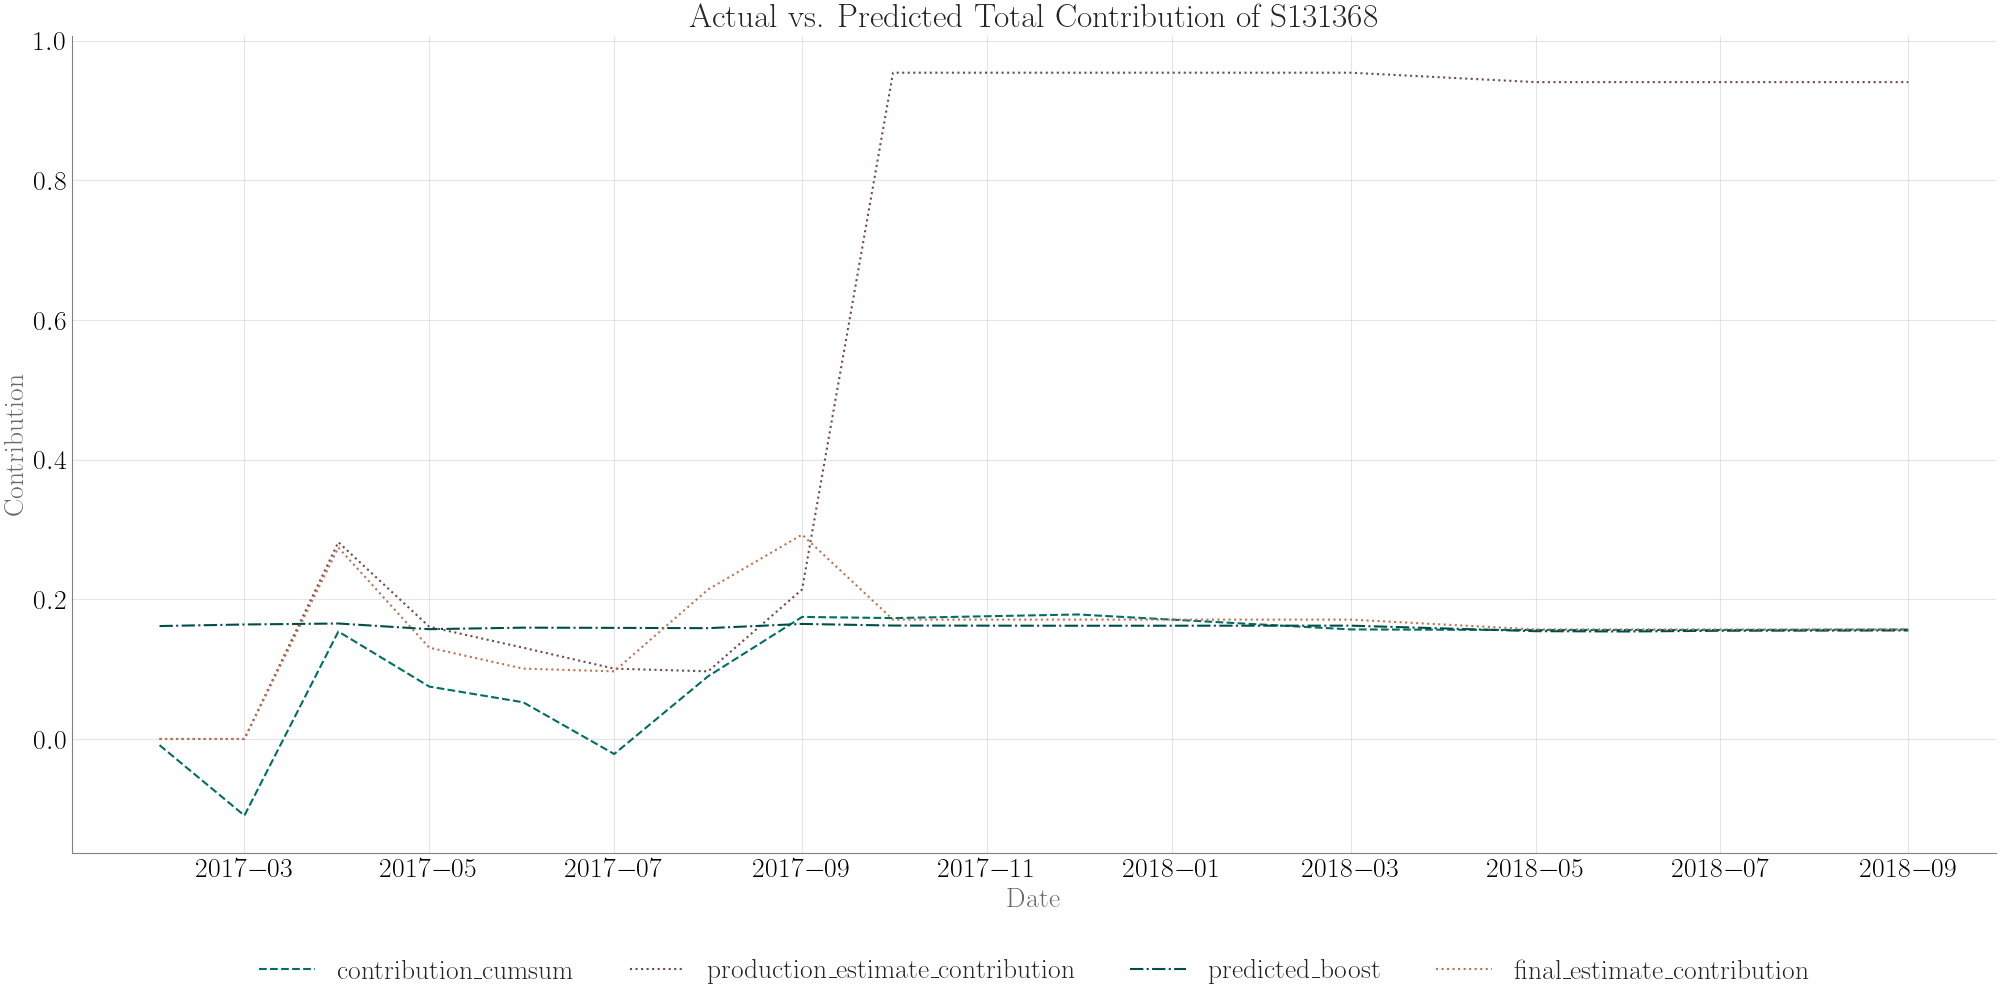 Actual vs. Predicted Total Contribution of S131368
1.0
0.8
0.6
0.4
0.2
0.0
Contribution
2017−03 2017−05 2017−07 2017−09 2017−11 2018−01 2018−03 2018−05 2018−07 2018−09
Date
contribution_cumsum production_estimate_contribution predicted_boost final_estimate_contribution